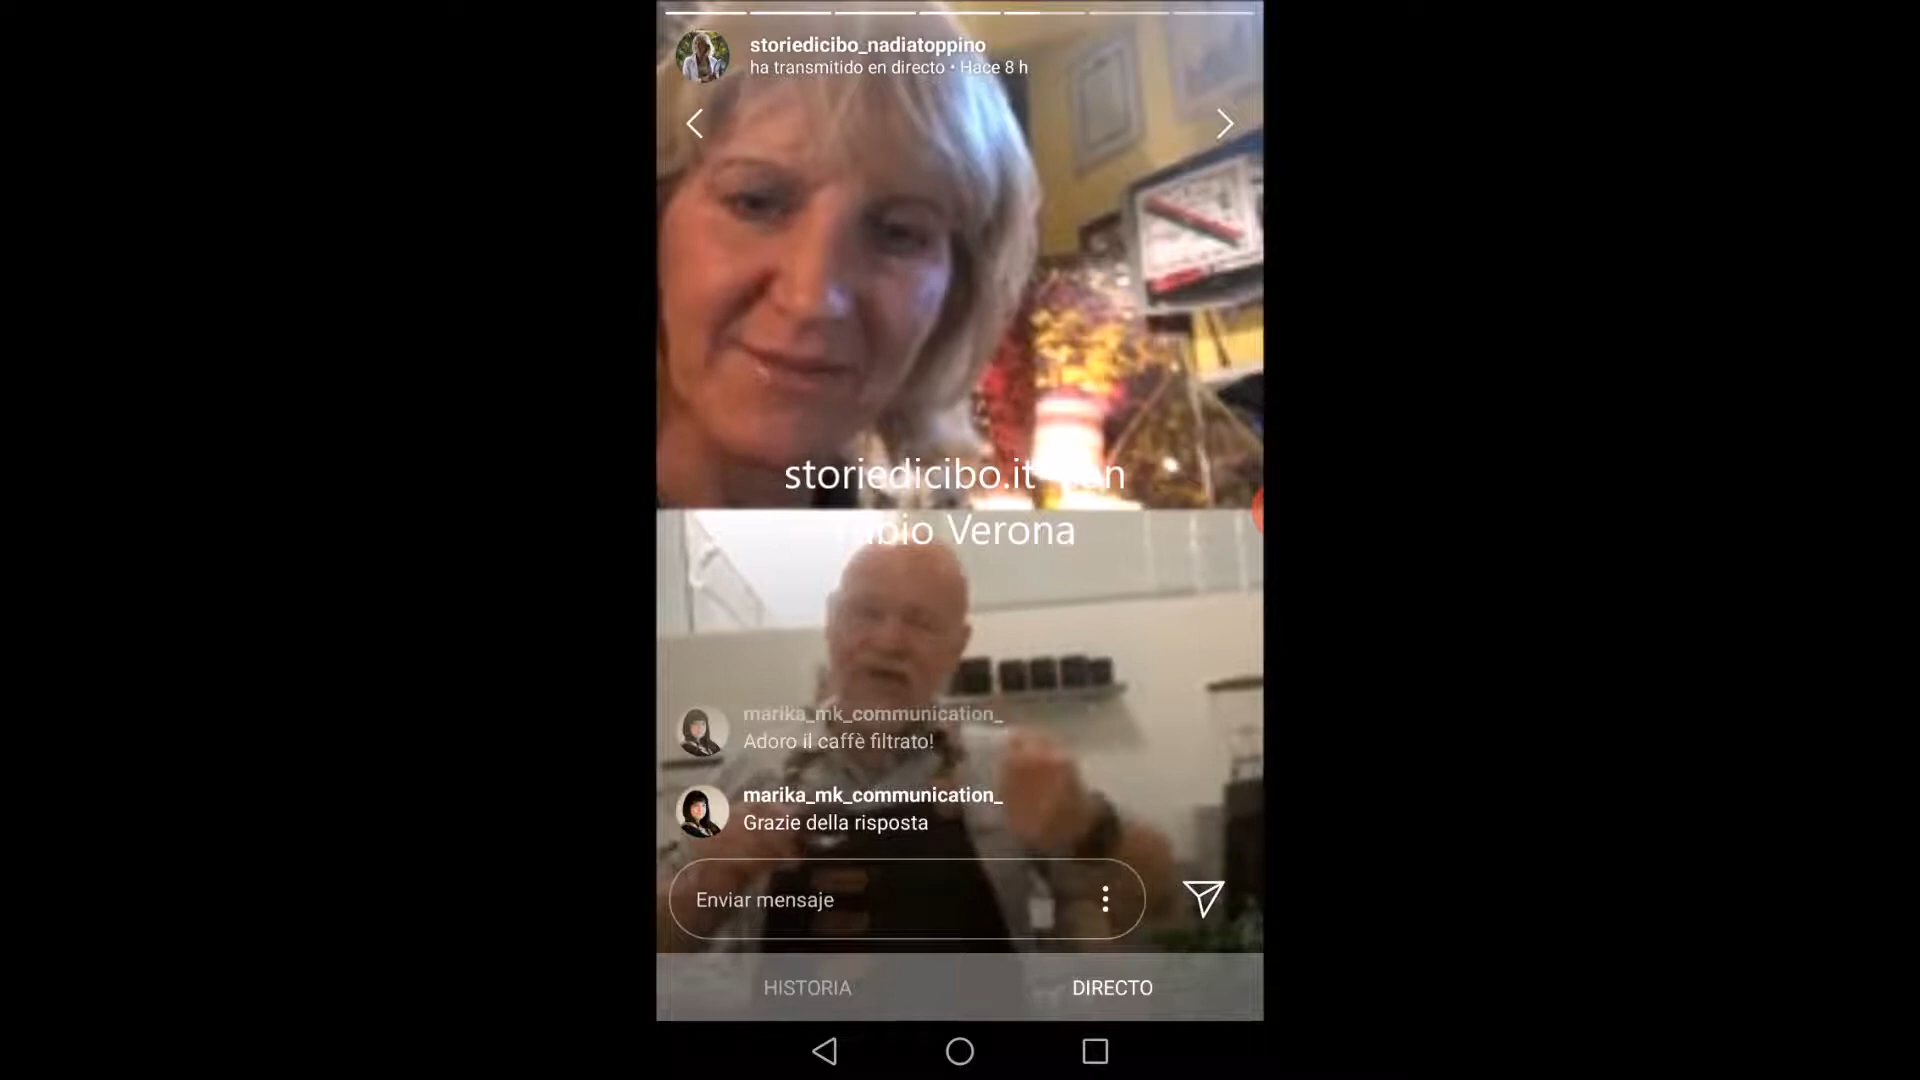 storiedicibo_nadiatoppino
ha transmitido en directo • Hace 8 h
storiedicibo.it
Verona
marika_mk_communication_
Adoro il caffè filtrato!
marika_mk_communication_
Grazie della risposta
Enviar mensaje
HISTORIA
DIRECTO